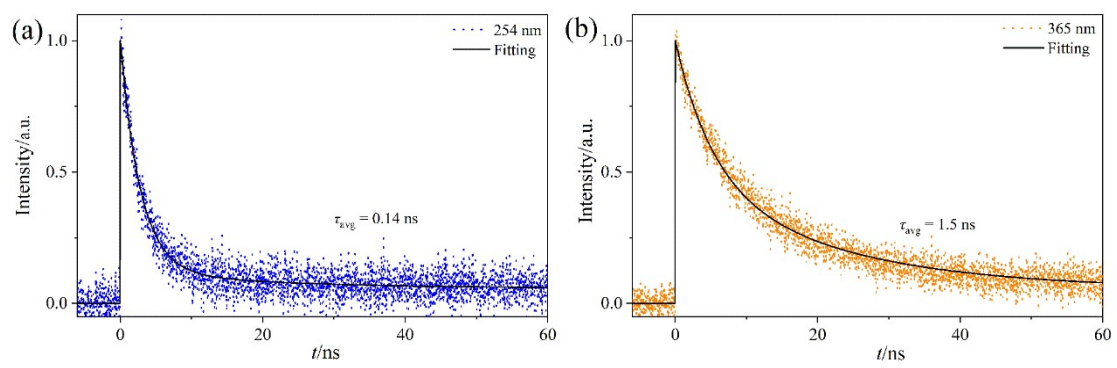 (a)
254 nm
Fitting
1.0
0.5
0.0
Intensity/a.u.
τavg = 0.14 ns
0
20
40
60
t/ns
(b)
365 nm
Fitting
1.0
0.5
0.0
Intensity/a.u.
τavg = 1.5 ns
0
20
40
60
t/ns